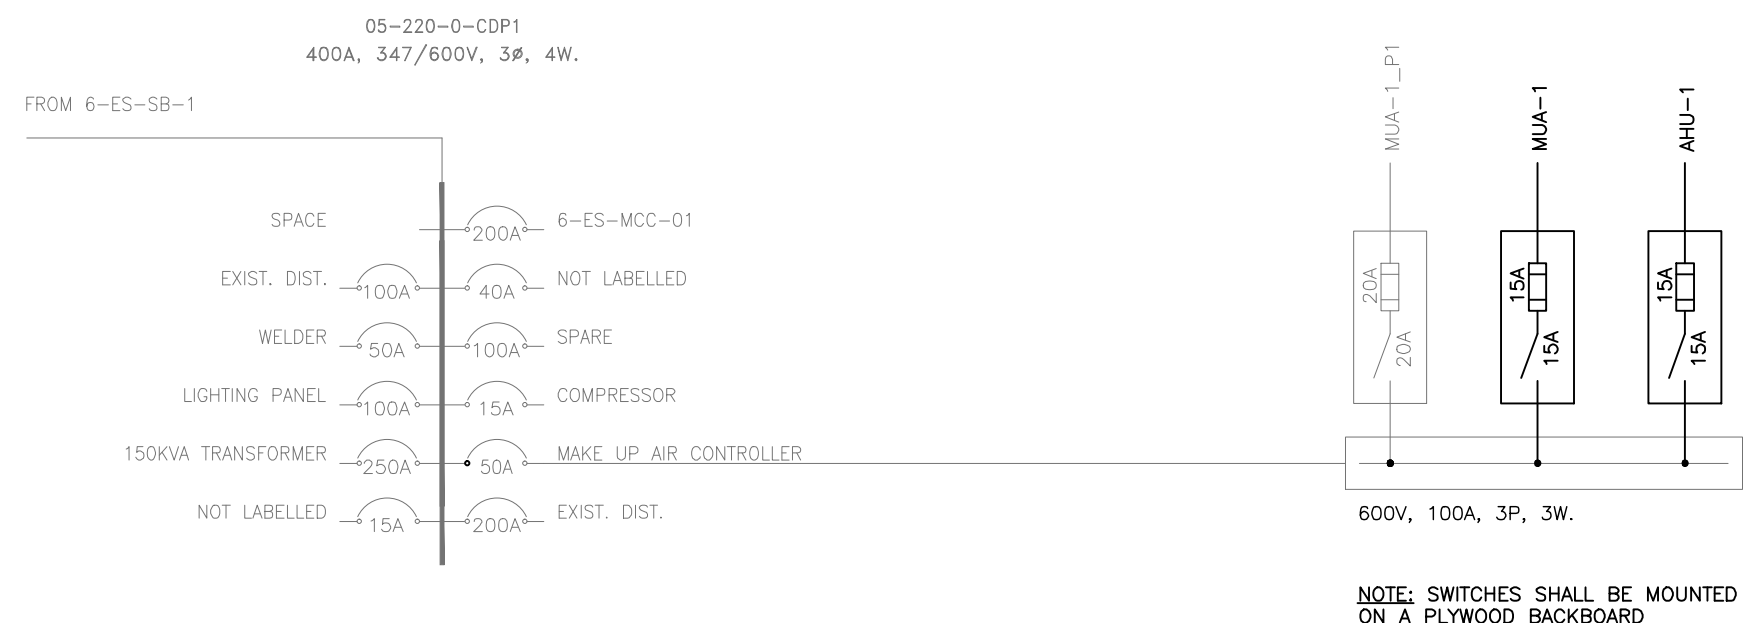 05-220-0-CDP1
400A, 347/600V, 3ø, 4W.
FROM 6-ES-SB-1
SPACE
200A
6-ES-MCC-01
EXIST. DIST.
100A
40A
NOT LABELLED
WELDER
50A
100A
SPARE
LIGHTING PANEL
100A
15A
COMPRESSOR
150KVA TRANSFORMER
250A
50A
MAKE UP AIR CONTROLLER
NOT LABELLED
15A
200A
EXIST. DIST.
MUA-1_P1
20A
20A
MUA-1
15A
15A
AHU-1
15A
15A
600V, 100A, 3P, 3W.
NOTE: SWITCHES SHALL BE MOUNTED
ON A PLYWOOD BACKBOARD